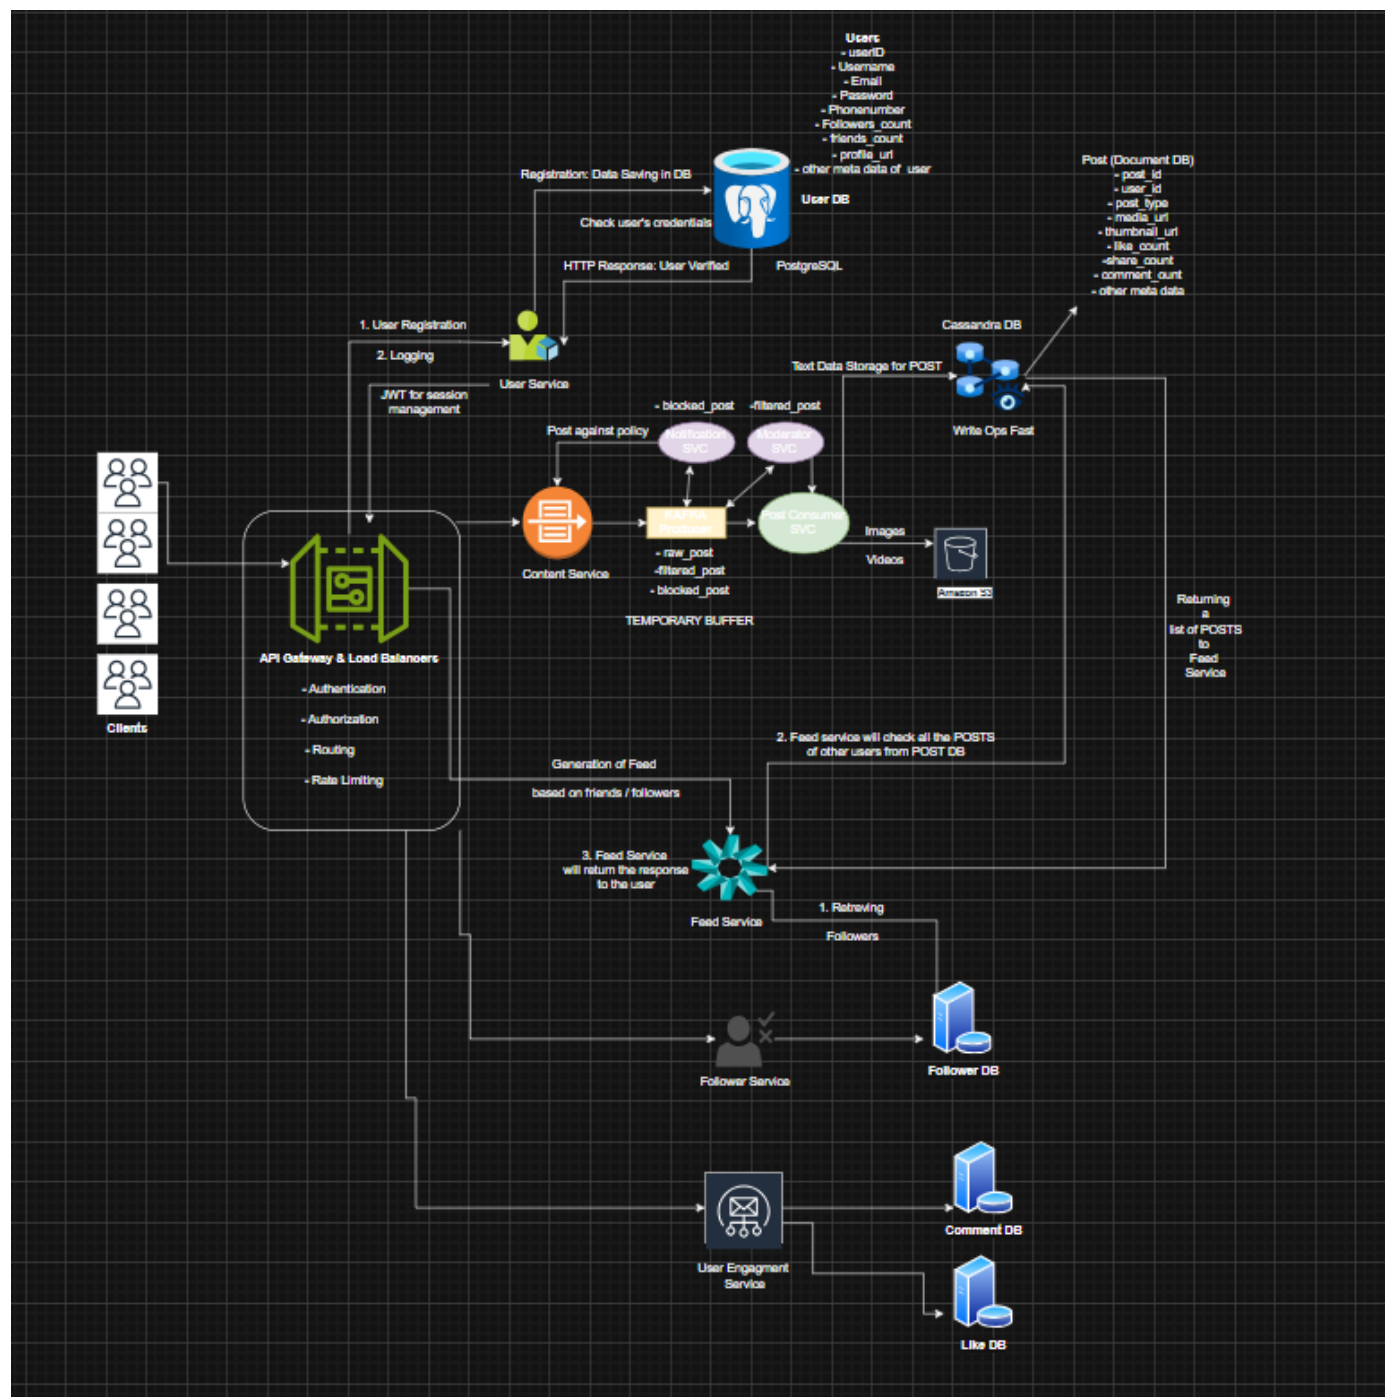 Users
- userID
- Username
- Email
- Password
- Phonenumber
- Followers_count
- friends_count
- profile_url
- other meta data of user
User DB
PostgreSQL
Registration: Data Saving in DB
Check user's credentials
HTTP Response: User Verified
Post (Document DB)
- post_id
- user_id
- post_type
- media_url
- thumbnail_url
- like_count
-share_count
- comment_ount
- other meta data
1. User Registration
2. Logging
User Service
JWT for session
management
Cassandra DB
Text Data Storage for POST
Write Ops Fast
- blocked_post
-filtered_post
Post against policy
Notification
SVC
Moderator
SVC
KAFKA
Producer
Post Consumer
SVC
Content Service
- raw_post
-filtered_post
- blocked_post
TEMPORARY BUFFER
Images
Videos
Amazon S3
Clients
API Gateway & Load Balancers
- Authentication
- Authorization
- Routing
- Rate Limiting
Returning
a
list of POSTS
to
Feed
Service
2. Feed service will check all the POSTS
of other users from POST DB
Generation of Feed
based on friends / followers
3. Feed Service
will return the response
to the user
Feed Service
1. Retreving
Followers
Follower Service
Follower DB
User Engagment
Service
Comment DB
Like DB